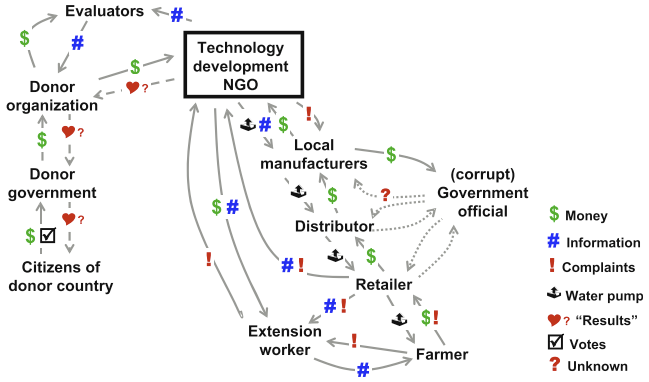 Evaluators
#
$
#
Technology
development
NGO
$
?
Donor
organization
# $ !
Local
manufacturers
$
? $
(corrupt)
Government
official
?
Donor
government
$
$ #
$ Money
?
Distributor
# Information
$
Citizens of
donor country
! # ! $
! Complaints
Retailer
Water pump
# !
? "Results"
Extension
worker
$ !
Votes
!
Farmer
#
? Unknown